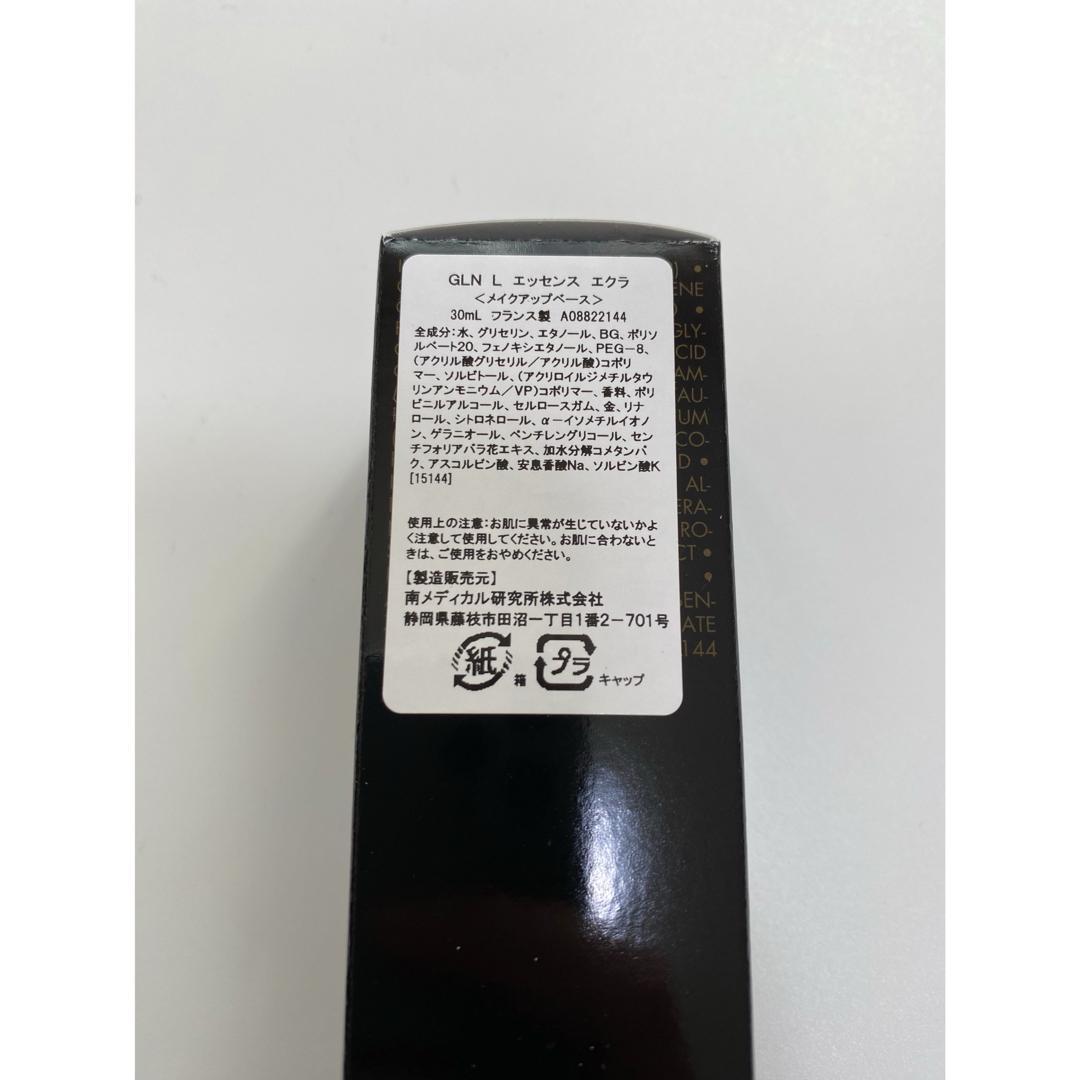 GLN L エッセンス エクラ
<メイクアップベース>
30mL フランス製 A08822144
全成分:水、グリセリン、エタノール、BG、ポリソ
ルベート20、フェノキシエタノール、PEG-8、
(アクリル酸グリセリル/アクリル酸)コポリ
マー、ソルビトール、(アクリロイルジメチルタウ
リンアンモニウム/VP)コポリマー、香料、ポリ
ビニルアルコール、セルロースガム、金、リナ
ロール、シトロネロール、α-イソメチルイオノ
ン、ゲラニオール、ペンチレングリコール、セン
チフォリアバラ花エキス、加水分解コメタンパ
ク、アスコルビン酸、安息香酸Na、ソルビン酸K
[15144]
使用上の注意:お肌に異常が生じていないかよ
く注意して使用してください。お肌に合わないと
きは、ご使用をおやめください。
【製造販売元】
南メディカル研究所株式会社
静岡県藤枝市田沼一丁目1番2-701号
紙 箱 プラ キャップ
) •
ENE
•
GLY-
CID
AM-
AU-
UM
CO-
D •
AL-
ERA-
RO-
CT •
•
BEN-
ATE
144